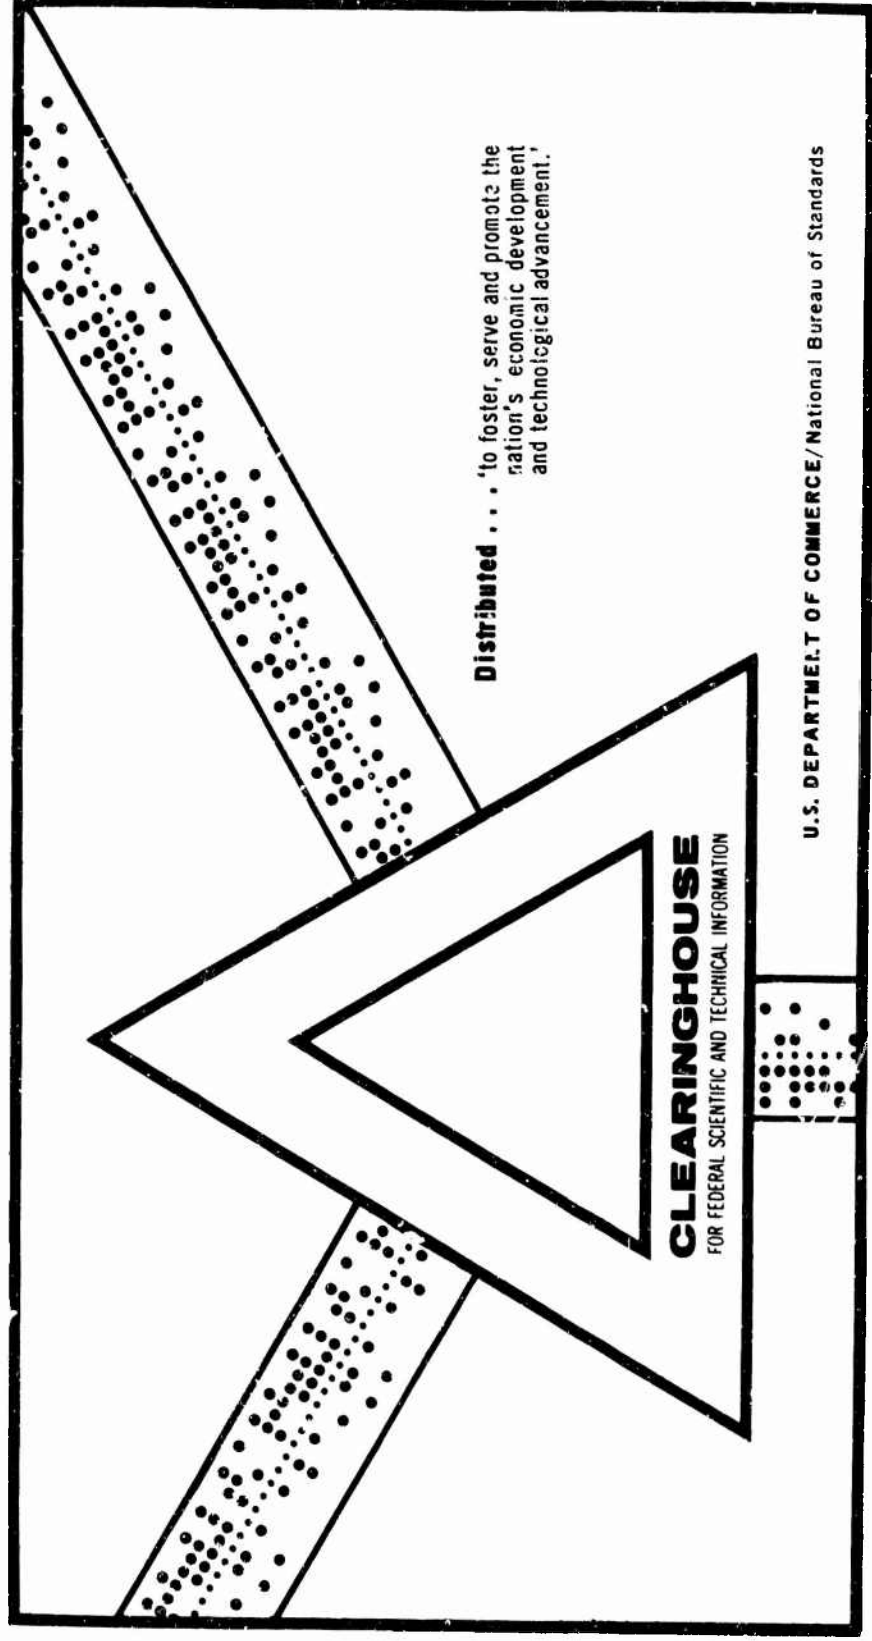 Distributed . . . 'to foster, serve and promote the
nation's economic development
and technological advancement.'
CLEARINGHOUSE
FOR FEDERAL SCIENTIFIC AND TECHNICAL INFORMATION
U.S. DEPARTMENT OF COMMERCE/National Bureau of Standards